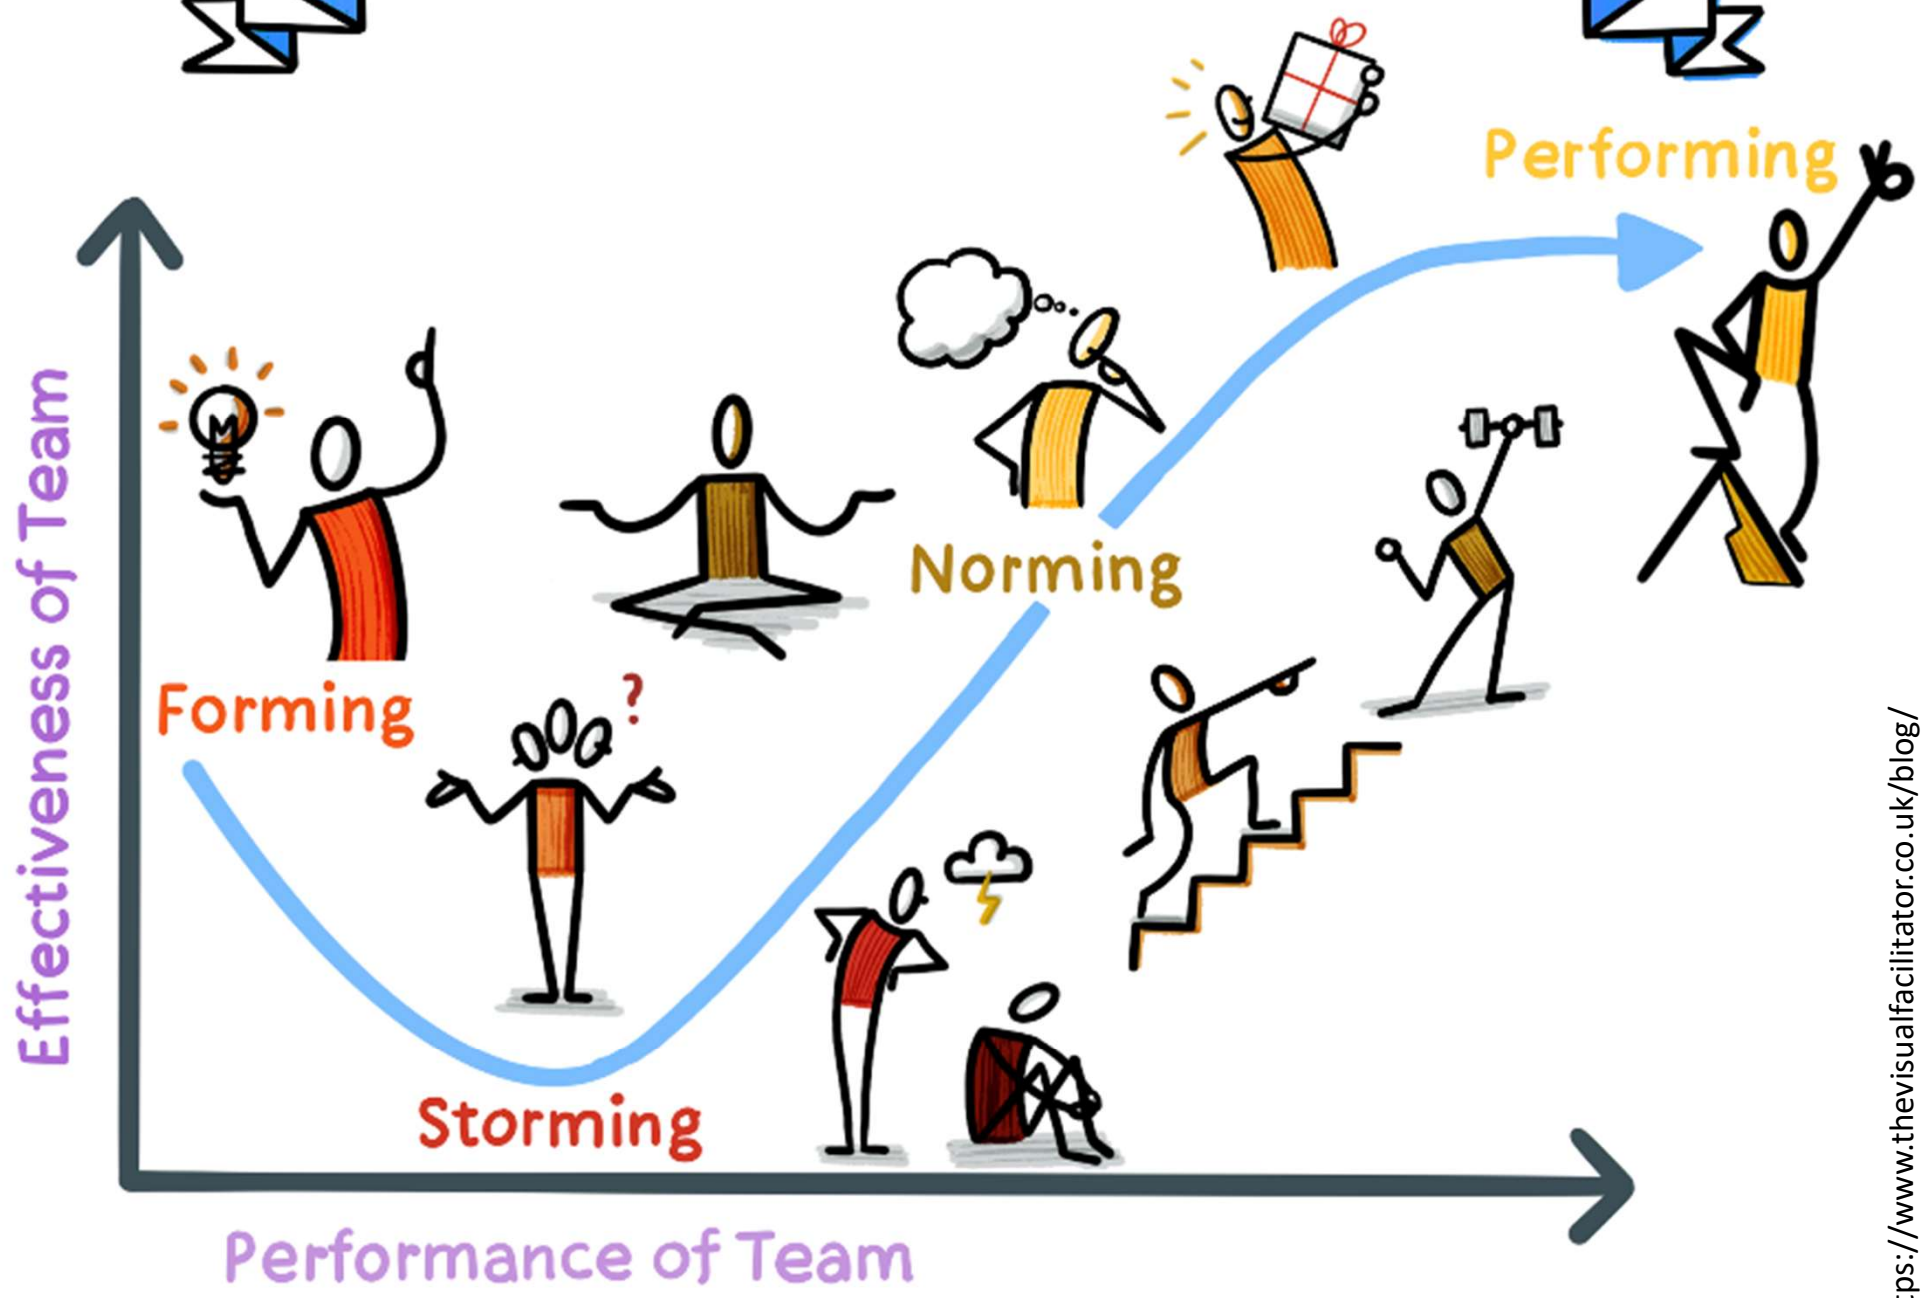 Performing
Norming
Forming
?
Storming
Effectiveness of Team
Performance of Team
ps://www.thevisualfacilitator.co.uk/blog/